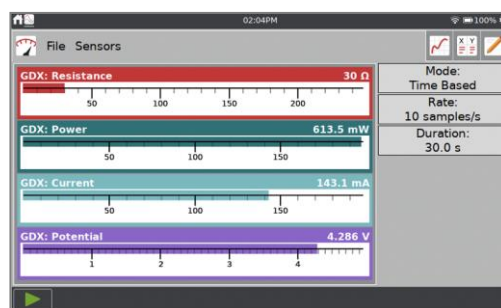 02:04PM
100%
File Sensors
X Y
GDX: Resistance 30 Ω
50 100 150 200
GDX: Power 613.5 mW
50 100 150
GDX: Current 143.1 mA
50 100 150
GDX: Potential 4.286 V
1 2 3 4
Mode:
Time Based
Rate:
10 samples/s
Duration:
30.0 s